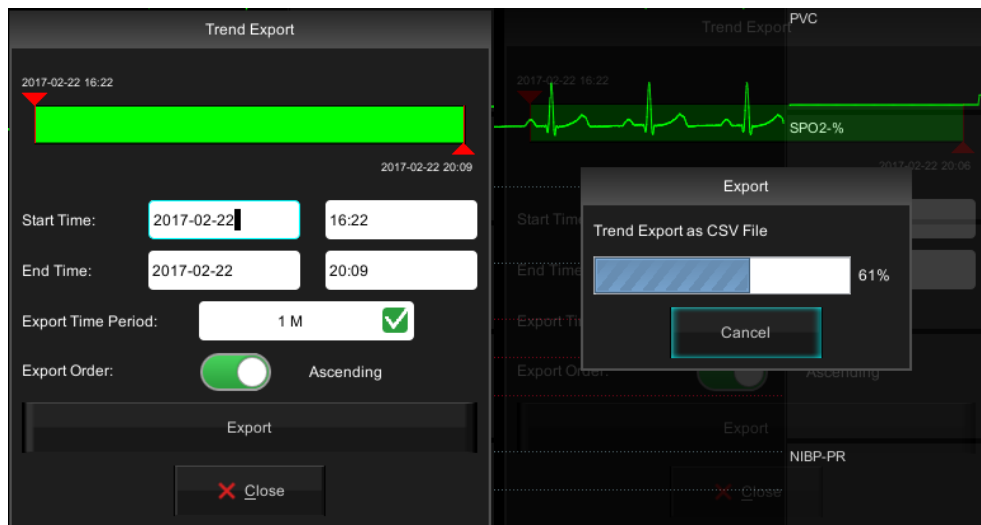 Trend Export
2017-02-22 16:22
2017-02-22 20:09
Start Time: 2017-02-22 16:22
End Time: 2017-02-22 20:09
Export Time Period: 1 M
Export Order: Ascending
Export
Close
Trend Export
PVC
2017-02-22 16:22
SPO2-%
2017-02-22 20:06
Export
Start Time
Trend Export as CSV File
End Time
61%
Export Ti
Cancel
Export Order:
Ascending
Export
NIBP-PR
Close